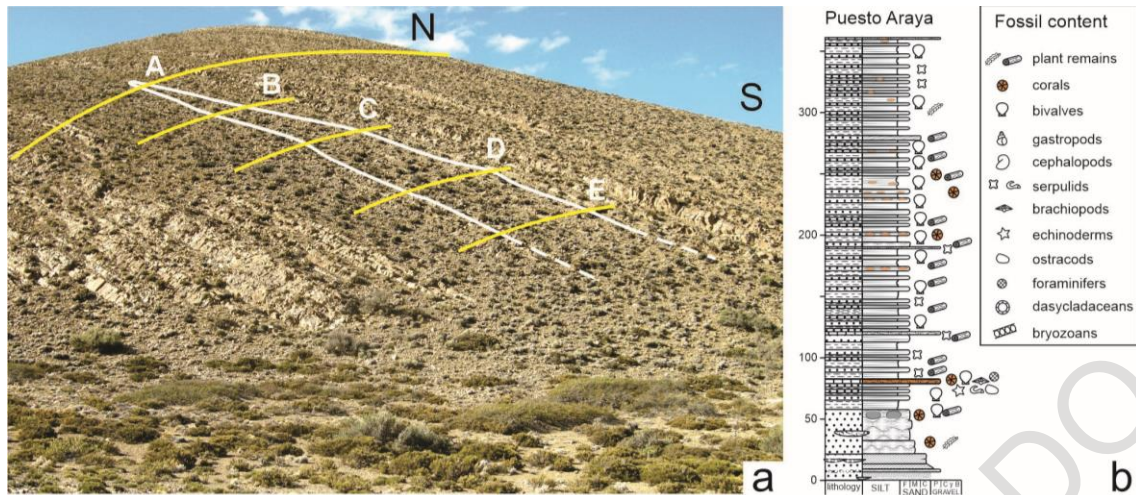 N
S
A
B
C
D
E
a
Puesto Araya
300
200
100
50
0
lithology
SILT
F M C
SAND
P C y B
GRAVEL
Fossil content
plant remains
corals
bivalves
gastropods
cephalopods
serpulids
brachiopods
echinoderms
ostracods
foraminifers
dasycladaceans
bryozoans
b
DO